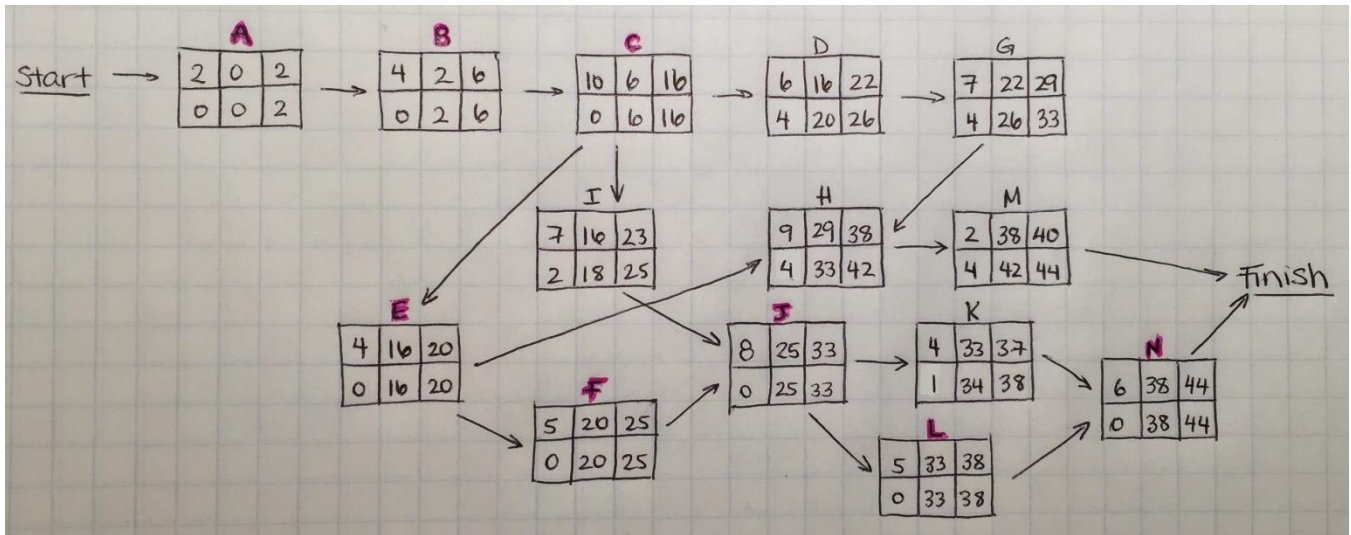 A B C D G
Start 2 0 2 4 2 6 10 6 16 6 16 22 7 22 29
0 0 2 0 2 6 0 6 16 4 20 26 4 26 33
I H M
7 16 23 9 29 38 2 38 40
2 18 25 4 33 42 4 42 44
Finish
E J K
4 16 20 8 25 33 4 33 37
0 16 20 0 25 33 1 34 38
N
6 38 44
0 38 44
F
5 20 25
0 20 25
L
5 33 38
0 33 38